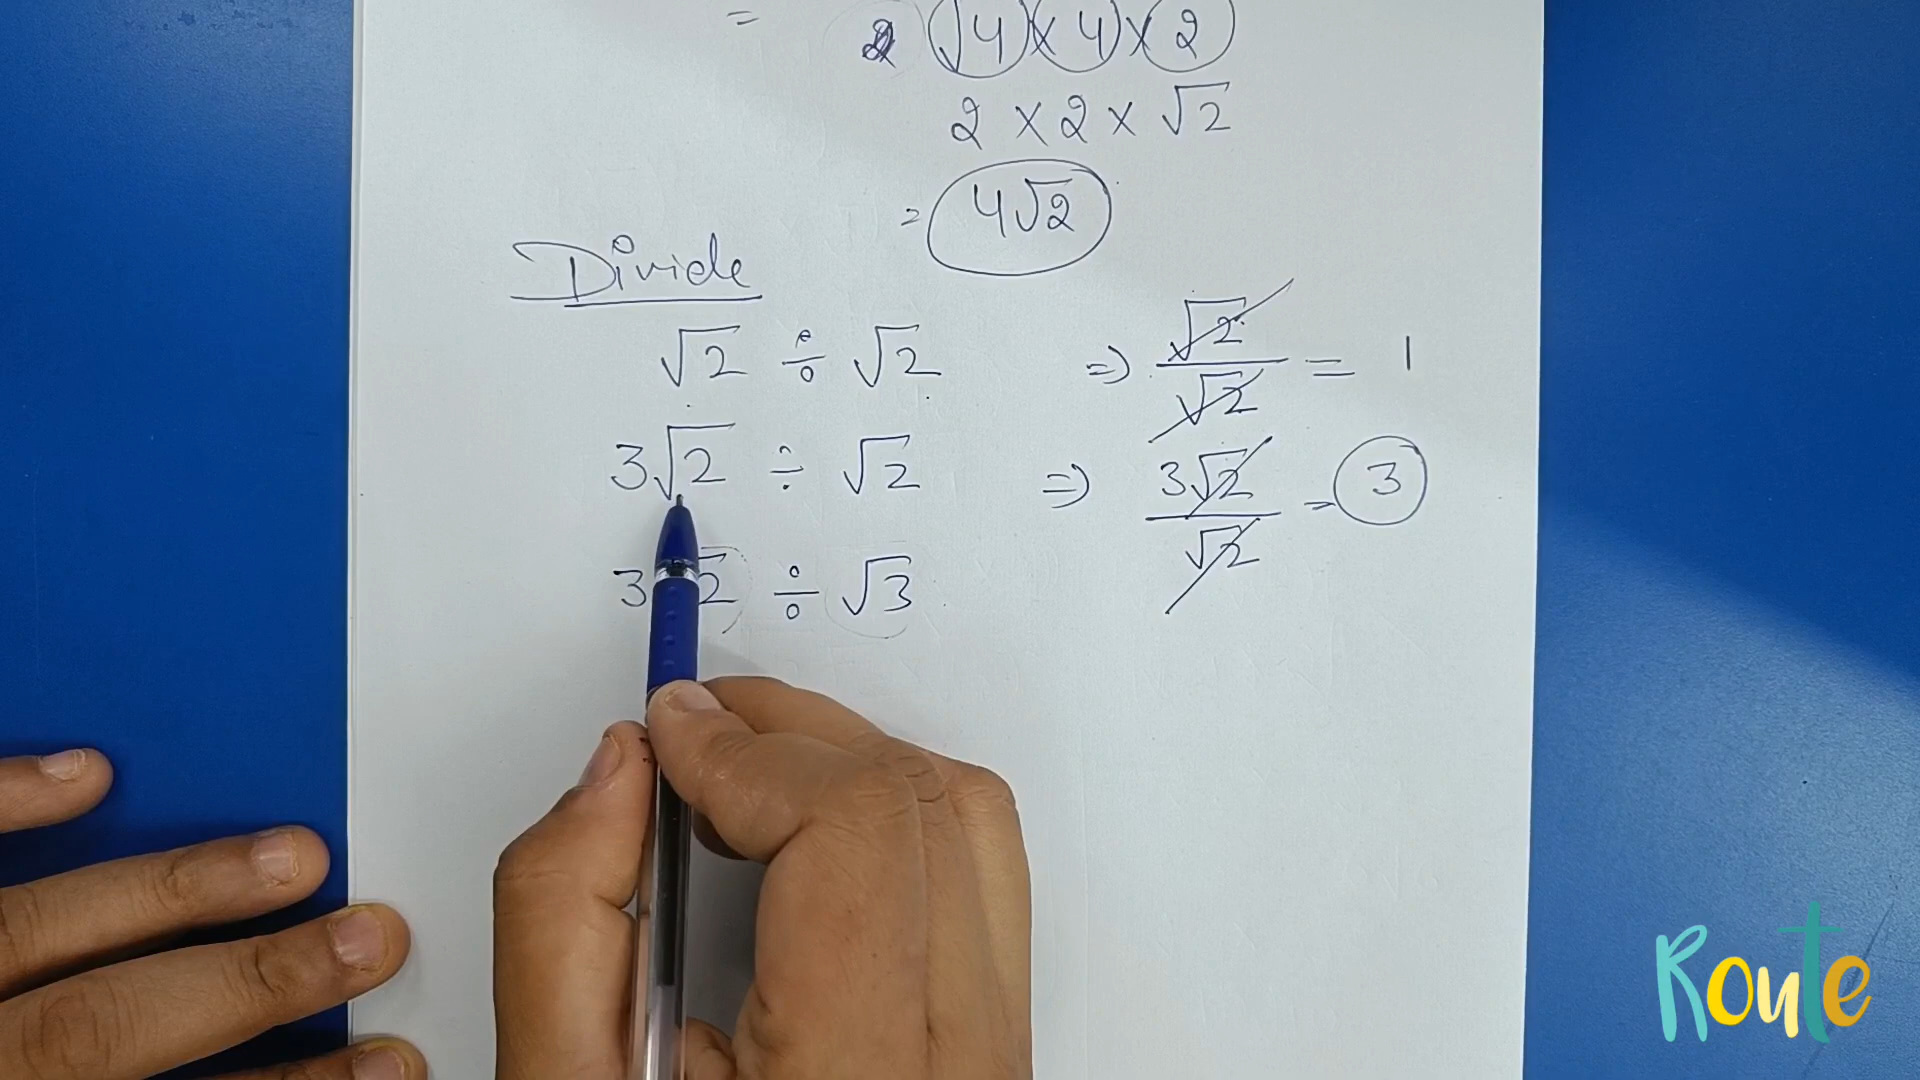 = 2 √4 × 4 × 2
2 × 2 × √2
= 4√2
Divide
√2 ÷ √2 ⇒ √2/√2 = 1
3√2 ÷ √2 ⇒ 3√2/√2 = 3
3√2 ÷ √3
Route